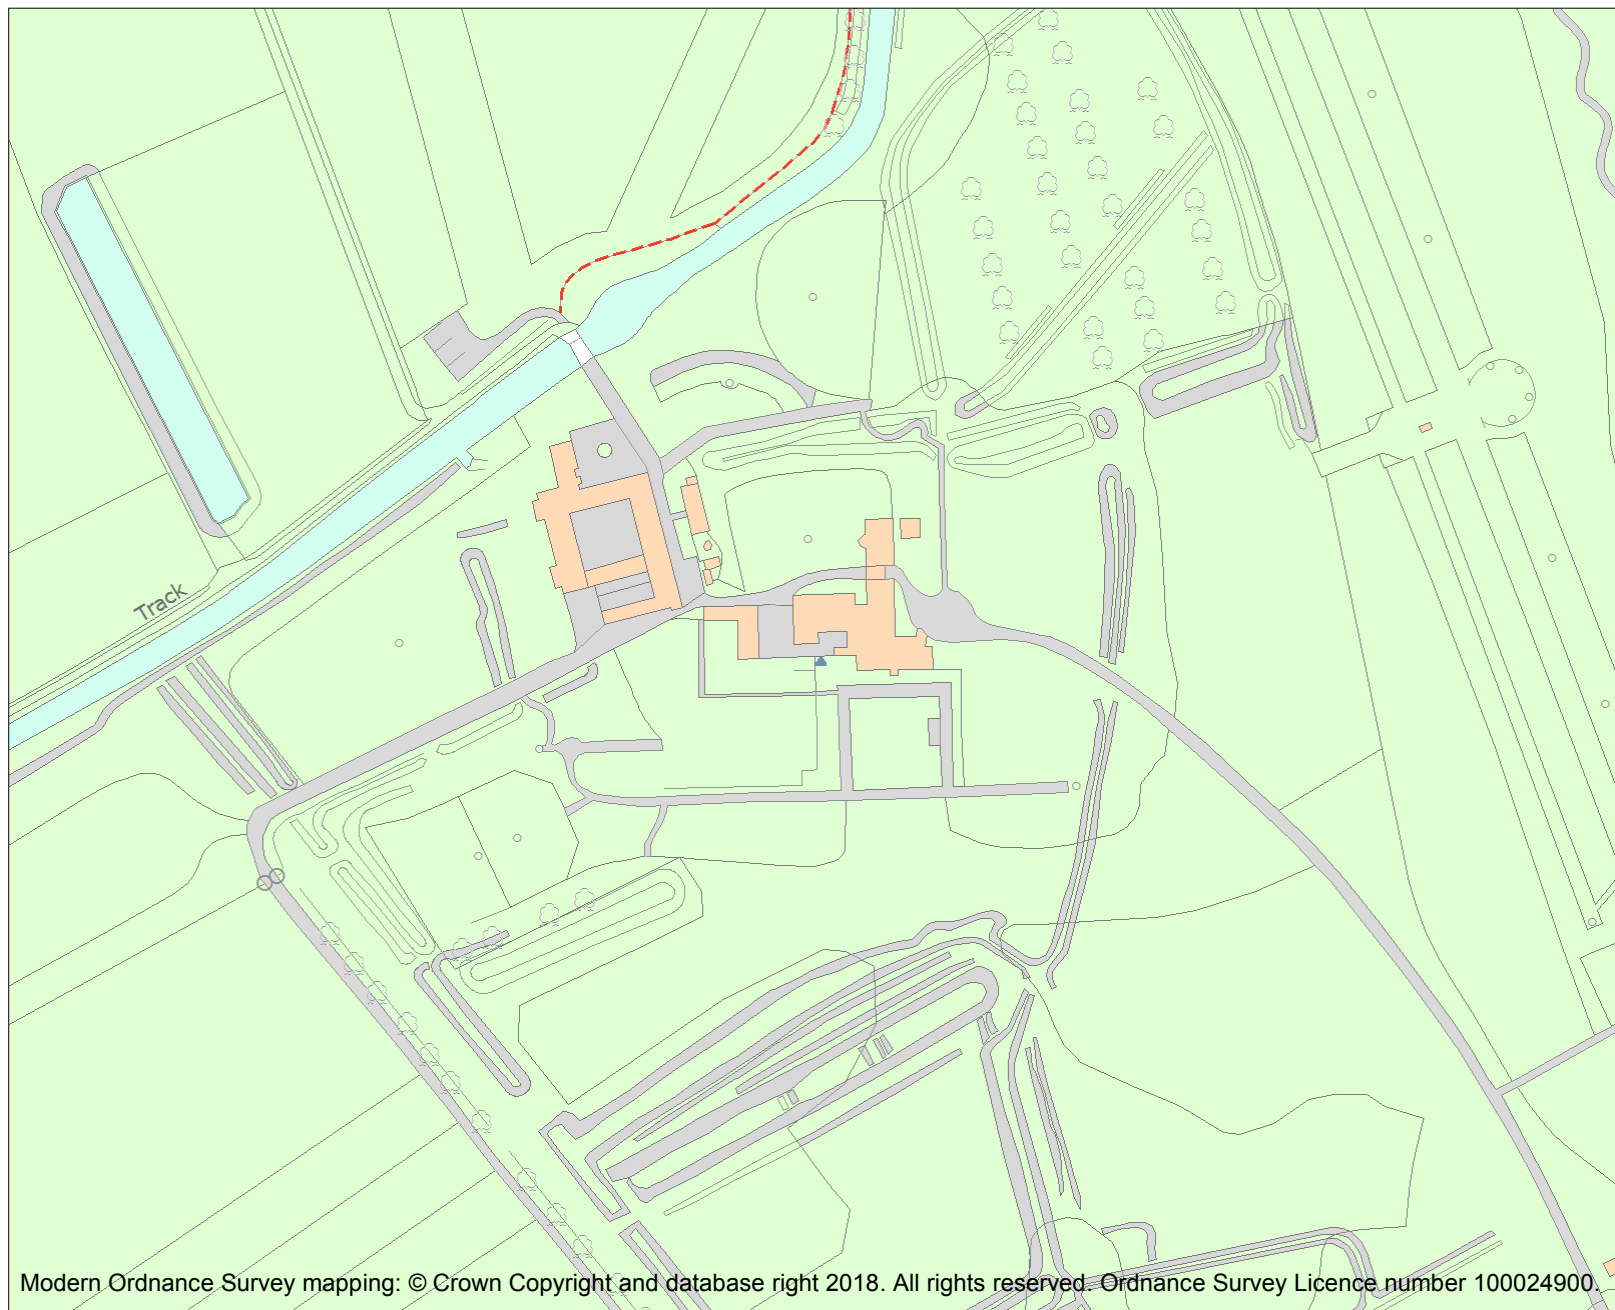 Track
Modern Ordnance Survey mapping: © Crown Copyright and database right 2018. All rights reserved. Ordnance Survey Licence number 100024900.